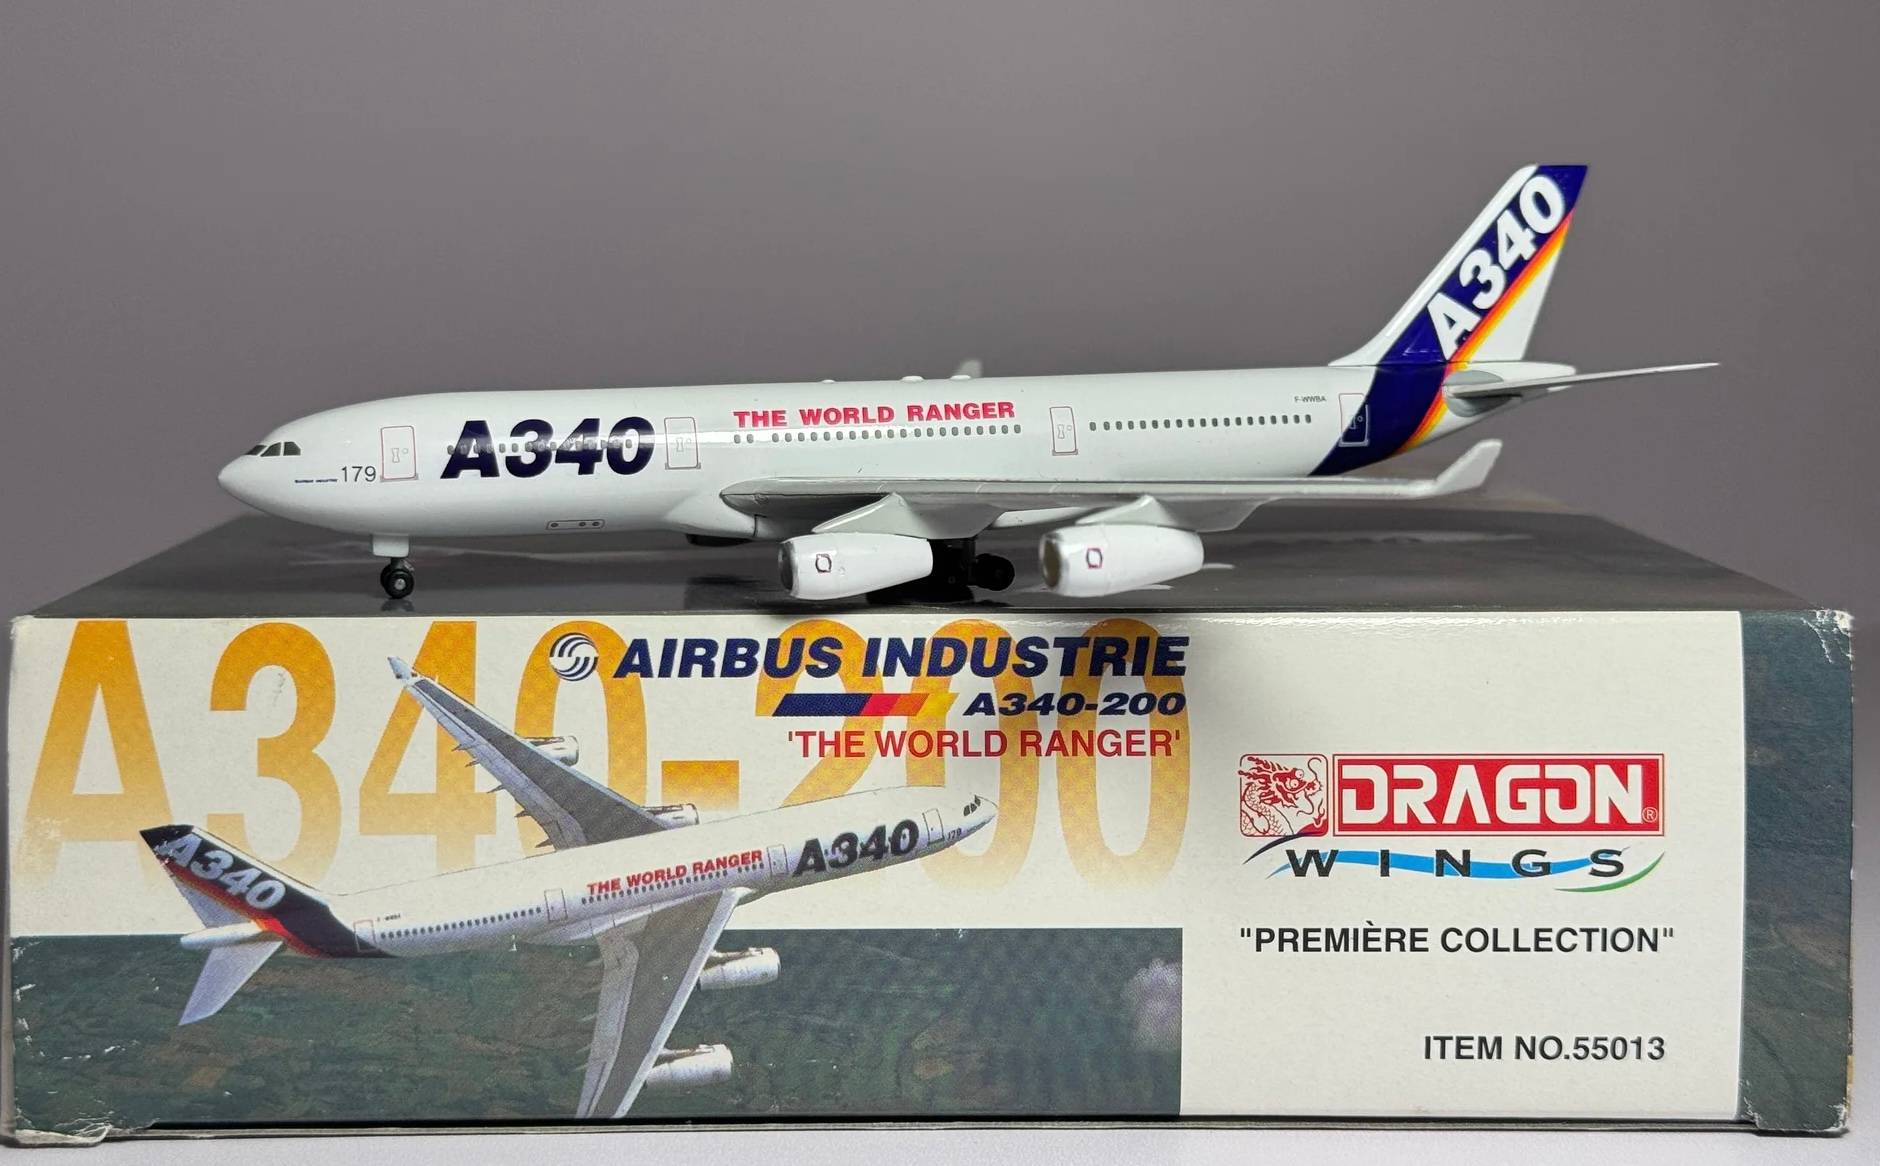 A340
F-WWBA
THE WORLD RANGER
A340
179
A340-200
AIRBUS INDUSTRIE
A340-200
'THE WORLD RANGER'
A340
THE WORLD RANGER
A340
179
DRAGON®
WINGS
"PREMIÈRE COLLECTION"
ITEM NO.55013